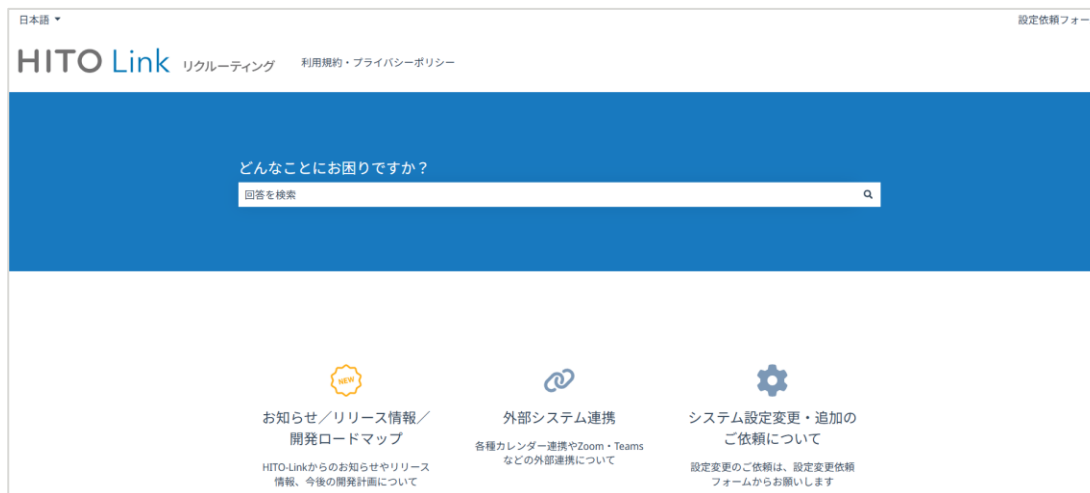 日本語
設定依頼フォー
HITO Link リクルーティング
利用規約・プライバシーポリシー
どんなことにお困りですか？
回答を検索
NEW
お知らせ／リリース情報／
開発ロードマップ
HITO-Linkからのお知らせやリリース
情報、今後の開発計画について
外部システム連携
各種カレンダー連携やZoom・Teams
などの外部連携について
システム設定変更・追加の
ご依頼について
設定変更のご依頼は、設定変更依頼
フォームからお願いします